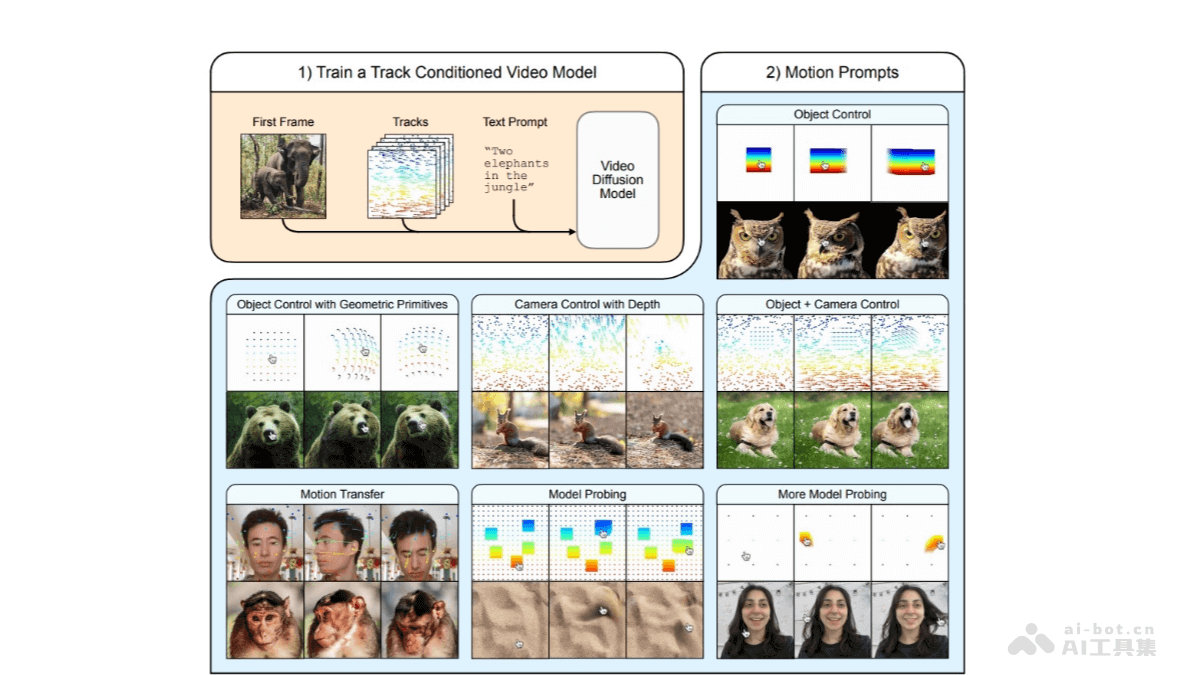 1) Train a Track Conditioned Video Model
First Frame
Tracks
Text Prompt
“Two
elephants
in the
jungle”
Video
Diffusion
Model
2) Motion Prompts
Object Control
Object Control with Geometric Primitives
Camera Control with Depth
Object + Camera Control
Motion Transfer
Model Probing
More Model Probing
ai-bot.cn
AI工具集